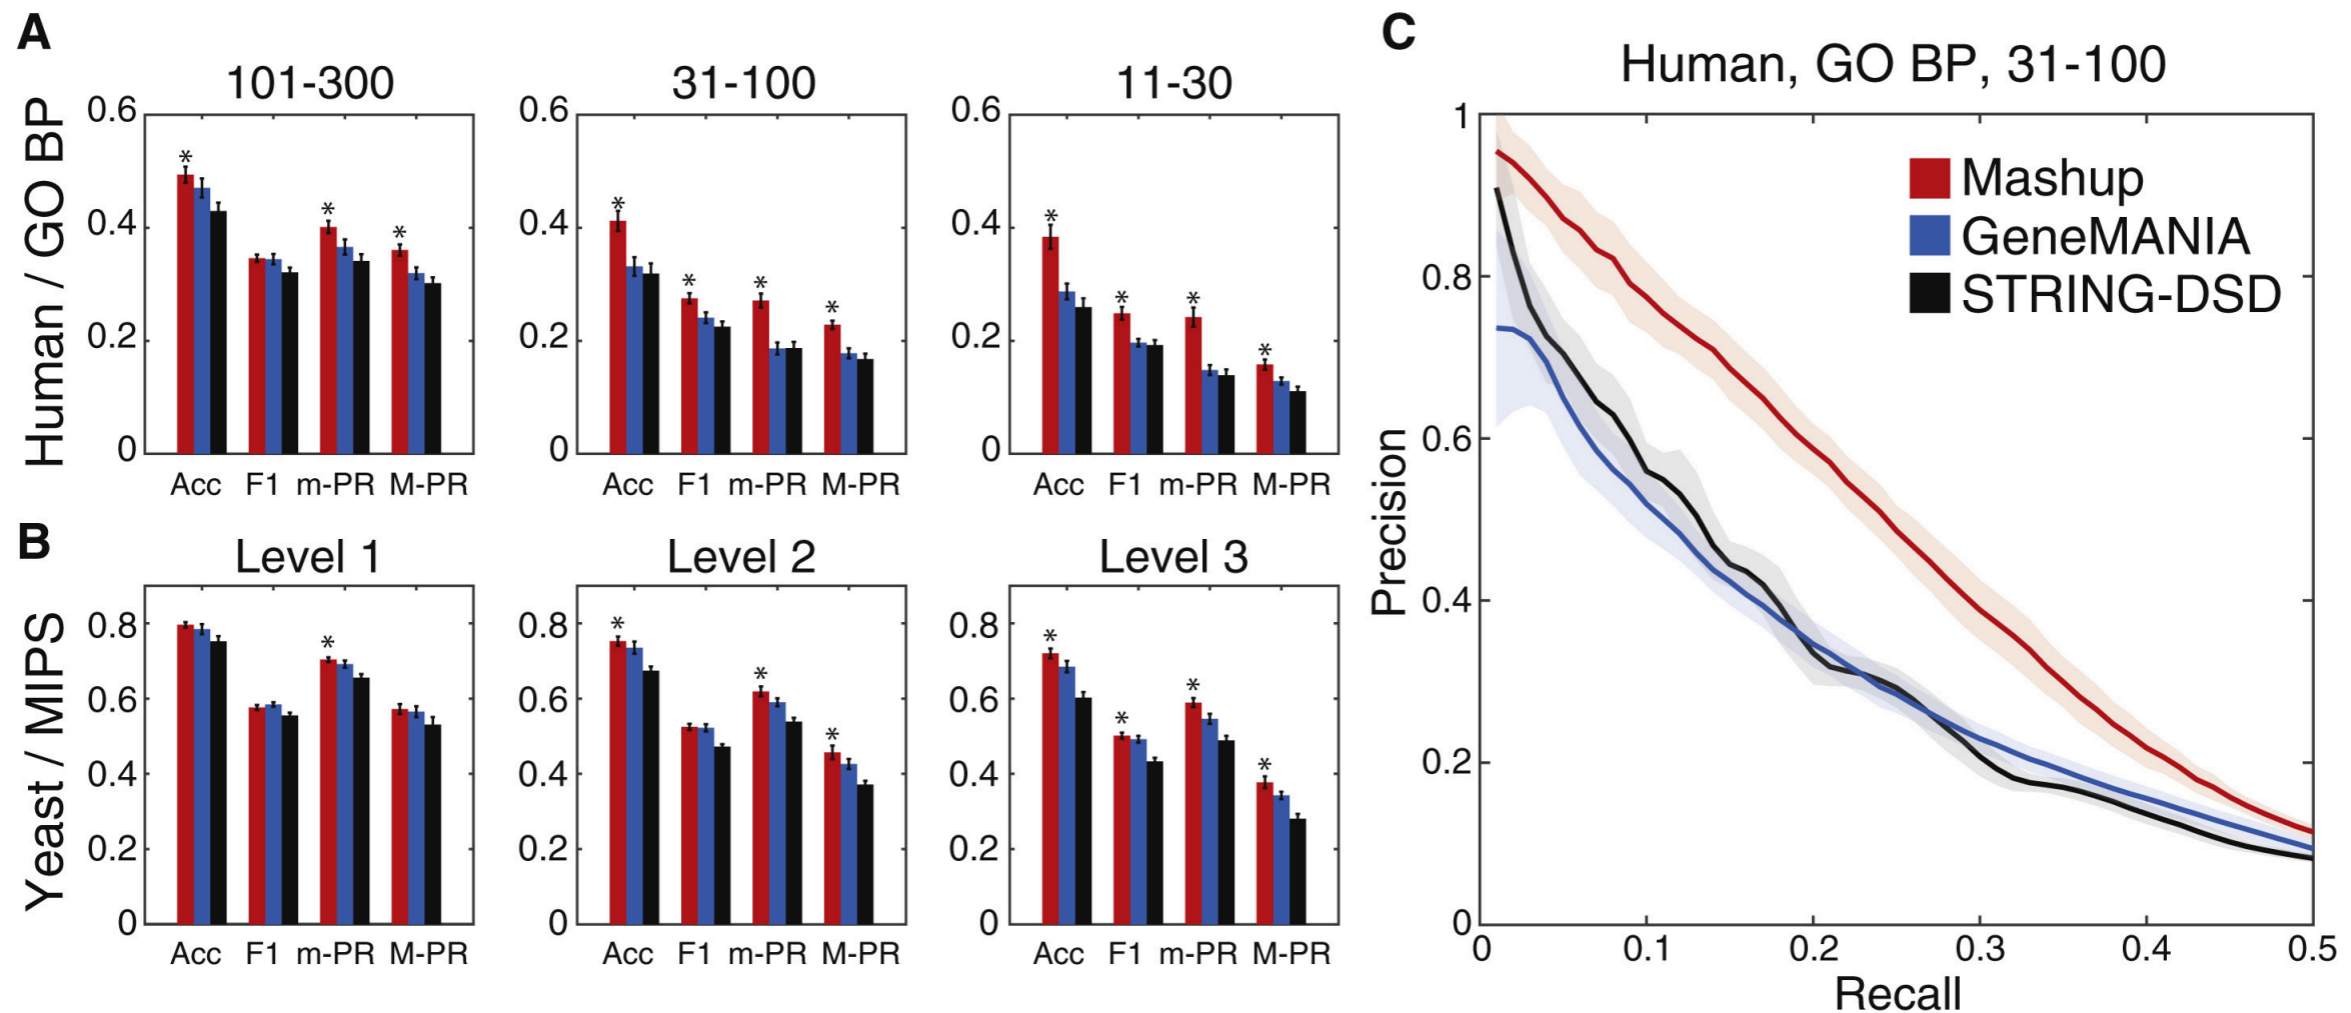 A
101-300
31-100
11-30
Human / GO BP
0.6
0.4
0.2
0
*
*
*
Acc F1 m-PR M-PR
0.6
0.4
0.2
0
*
*
*
*
Acc F1 m-PR M-PR
0.6
0.4
0.2
0
*
*
*
*
Acc F1 m-PR M-PR
B
Level 1
Level 2
Level 3
Yeast / MIPS
0.8
0.6
0.4
0.2
0
*
Acc F1 m-PR M-PR
0.8
0.6
0.4
0.2
0
*
*
*
Acc F1 m-PR M-PR
0.8
0.6
0.4
0.2
0
*
*
*
*
Acc F1 m-PR M-PR
C
Human, GO BP, 31-100
Mashup
GeneMANIA
STRING-DSD
Precision
1
0.8
0.6
0.4
0.2
0
0 0.1 0.2 0.3 0.4 0.5
Recall